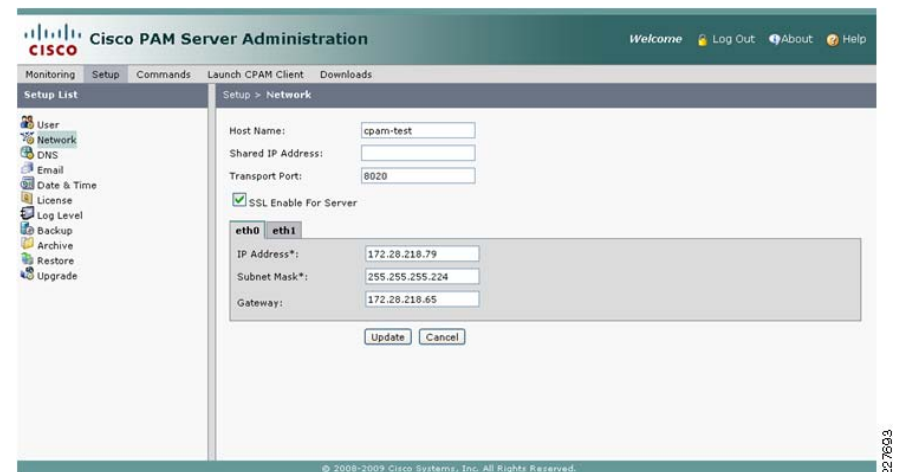 CISCO Cisco PAM Server Administration
Welcome Log Out About Help
Monitoring Setup Commands Launch CPAM Client Downloads
Setup List
User
Network
DNS
Email
Date & Time
License
Log Level
Backup
Archive
Restore
Upgrade
Setup > Network
Host Name: cpam-test
Shared IP Address:
Transport Port: 8020
SSL Enable For Server
eth0 eth1
IP Address*: 172.28.218.79
Subnet Mask*: 255.255.255.224
Gateway: 172.28.218.65
Update Cancel
© 2008-2009 Cisco Systems, Inc. All Rights Reserved.
227693